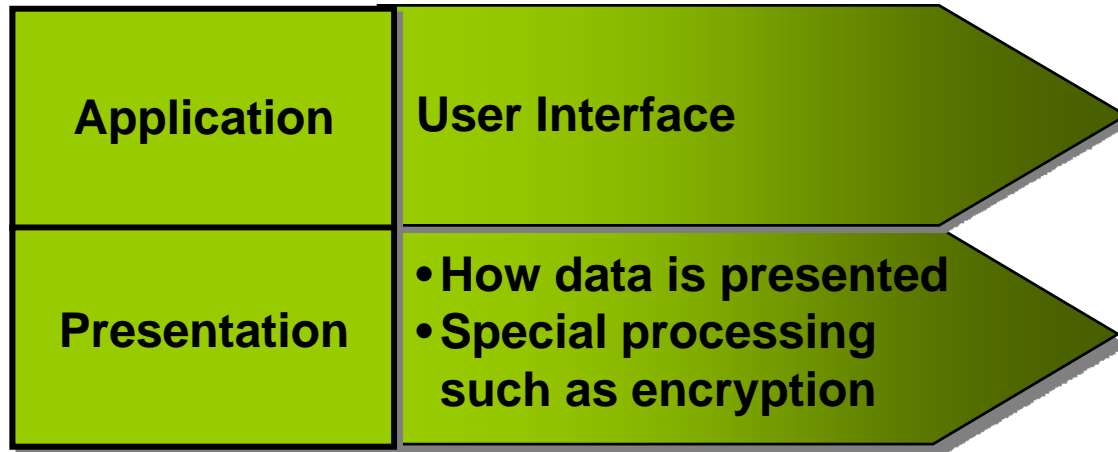 Application
User Interface
Presentation
•How data is presented
•Special processing
such as encryption